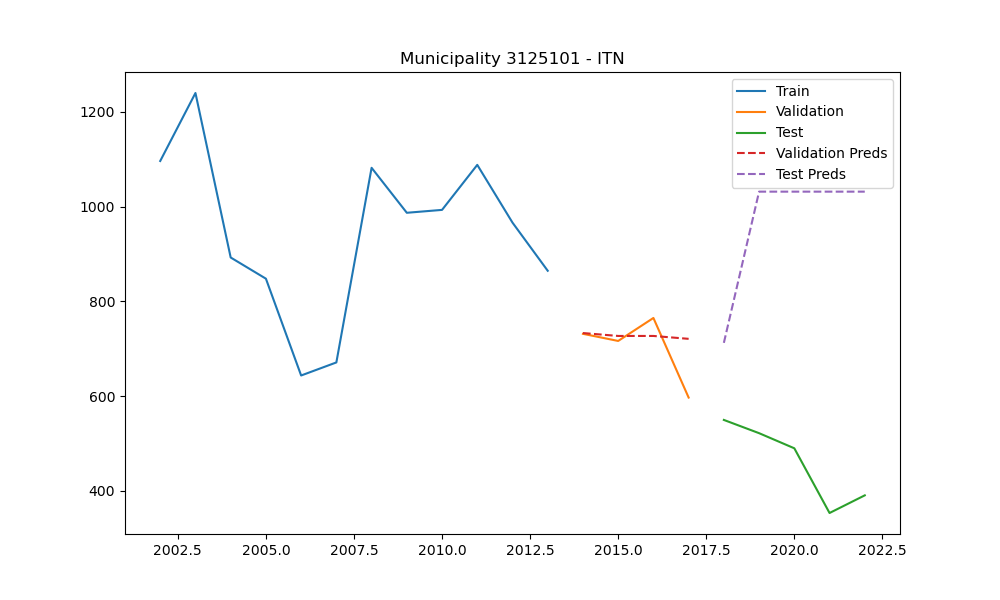 Municipality 3125101 - ITN
Train
Validation
Test
Validation Preds
Test Preds
1200
1000
800
600
400
2002.5 2005.0 2007.5 2010.0 2012.5 2015.0 2017.5 2020.0 2022.5